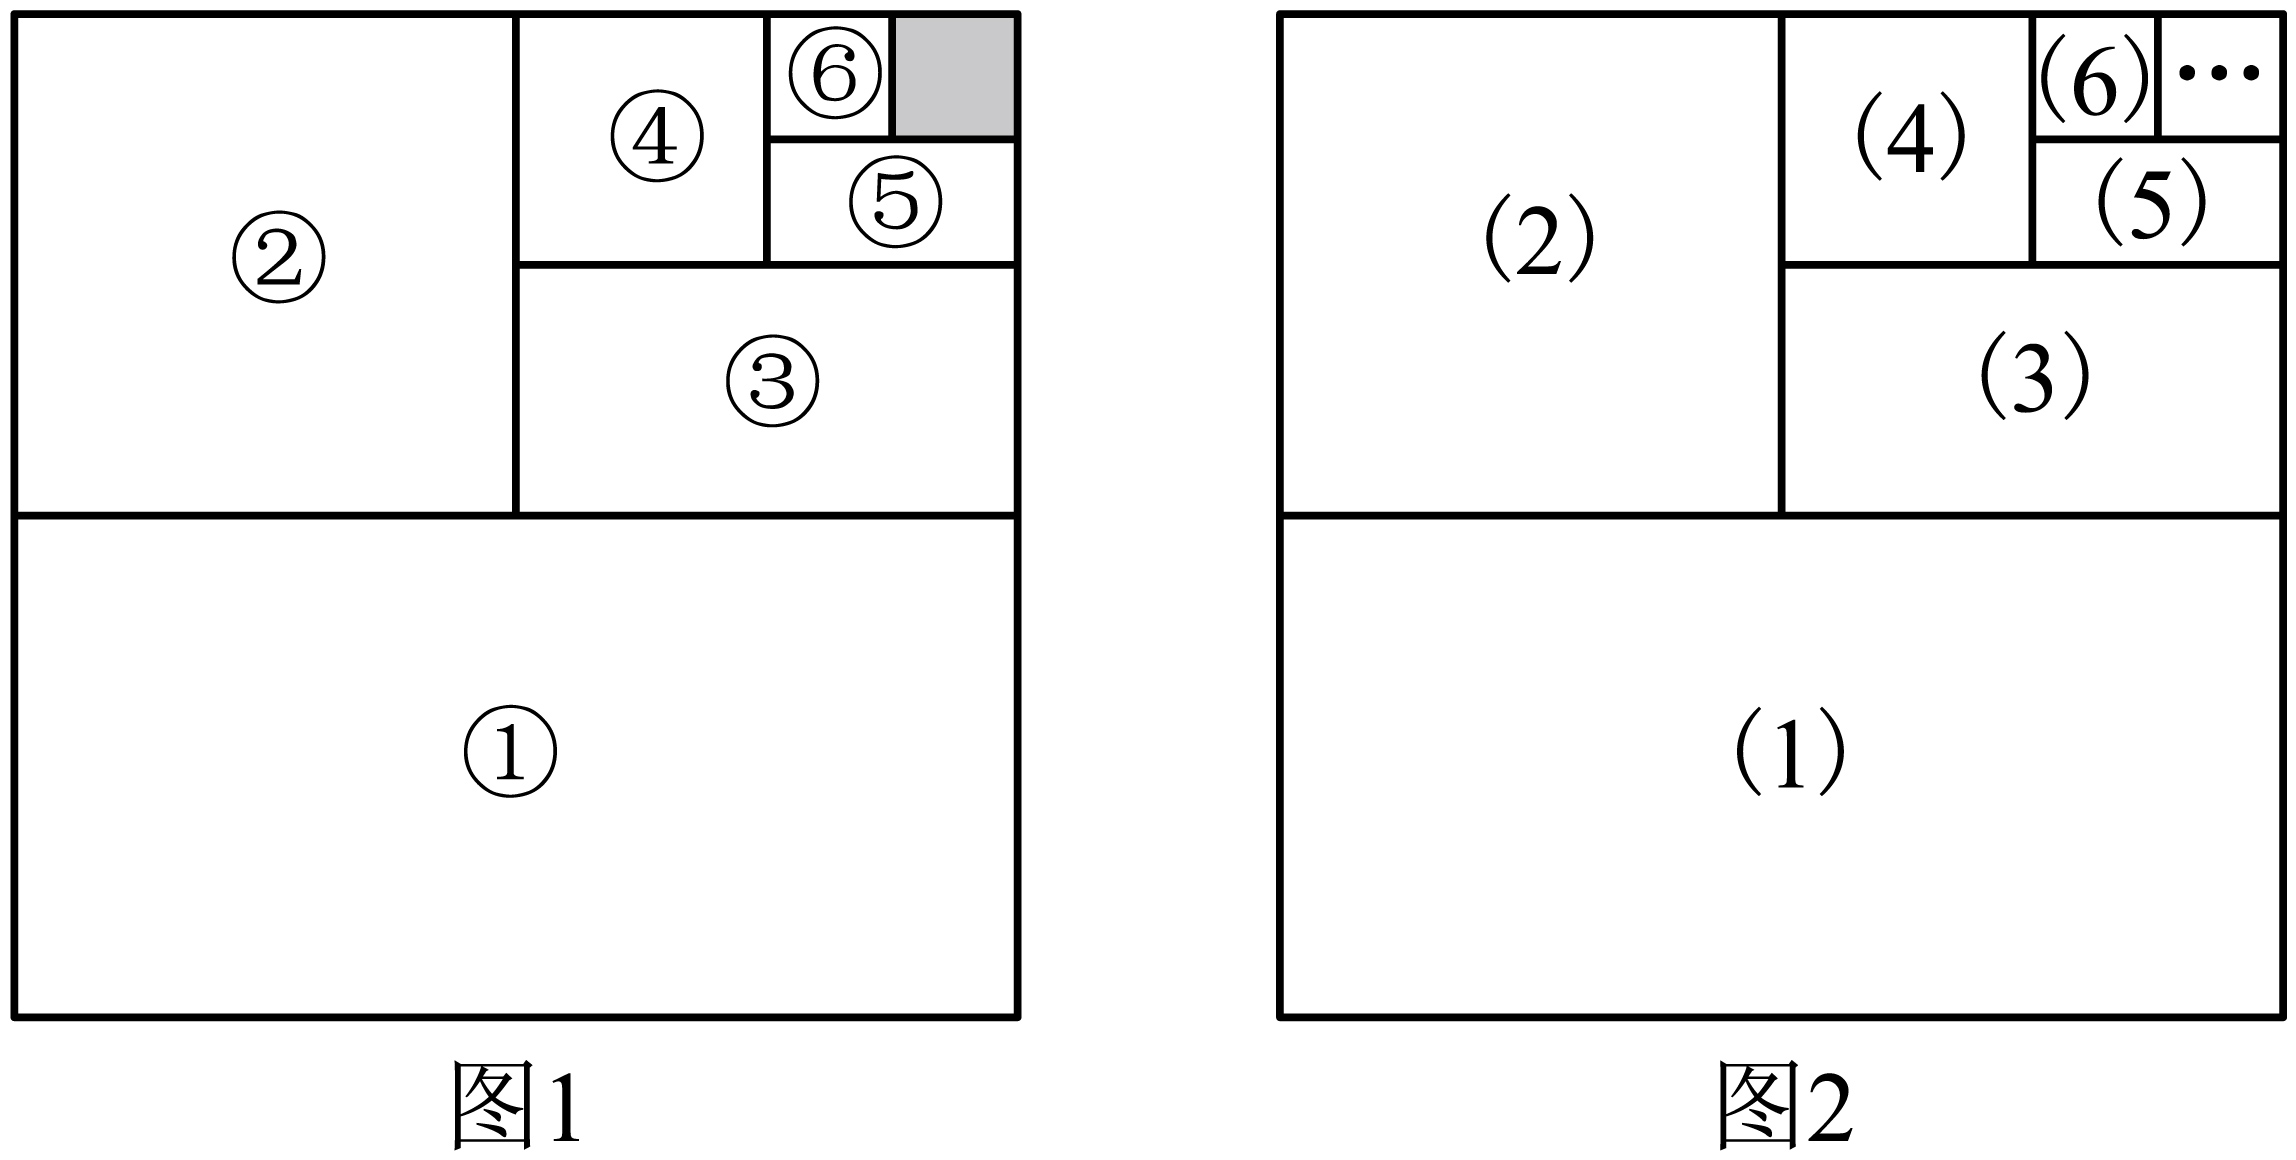 ② ④ ⑥
⑤
③
①
图1
(2) (4) (6) …
(5)
(3)
(1)
图2